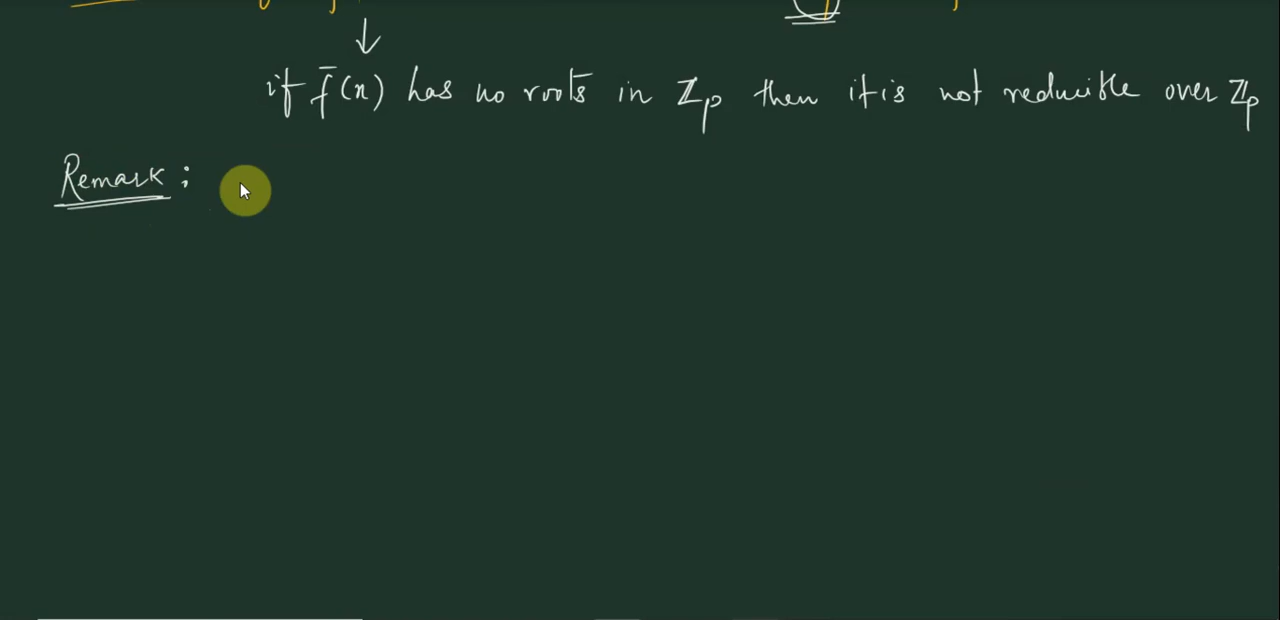 if f̄(x) has no roots in ℤp then it is not reducible over ℤp
Remark :